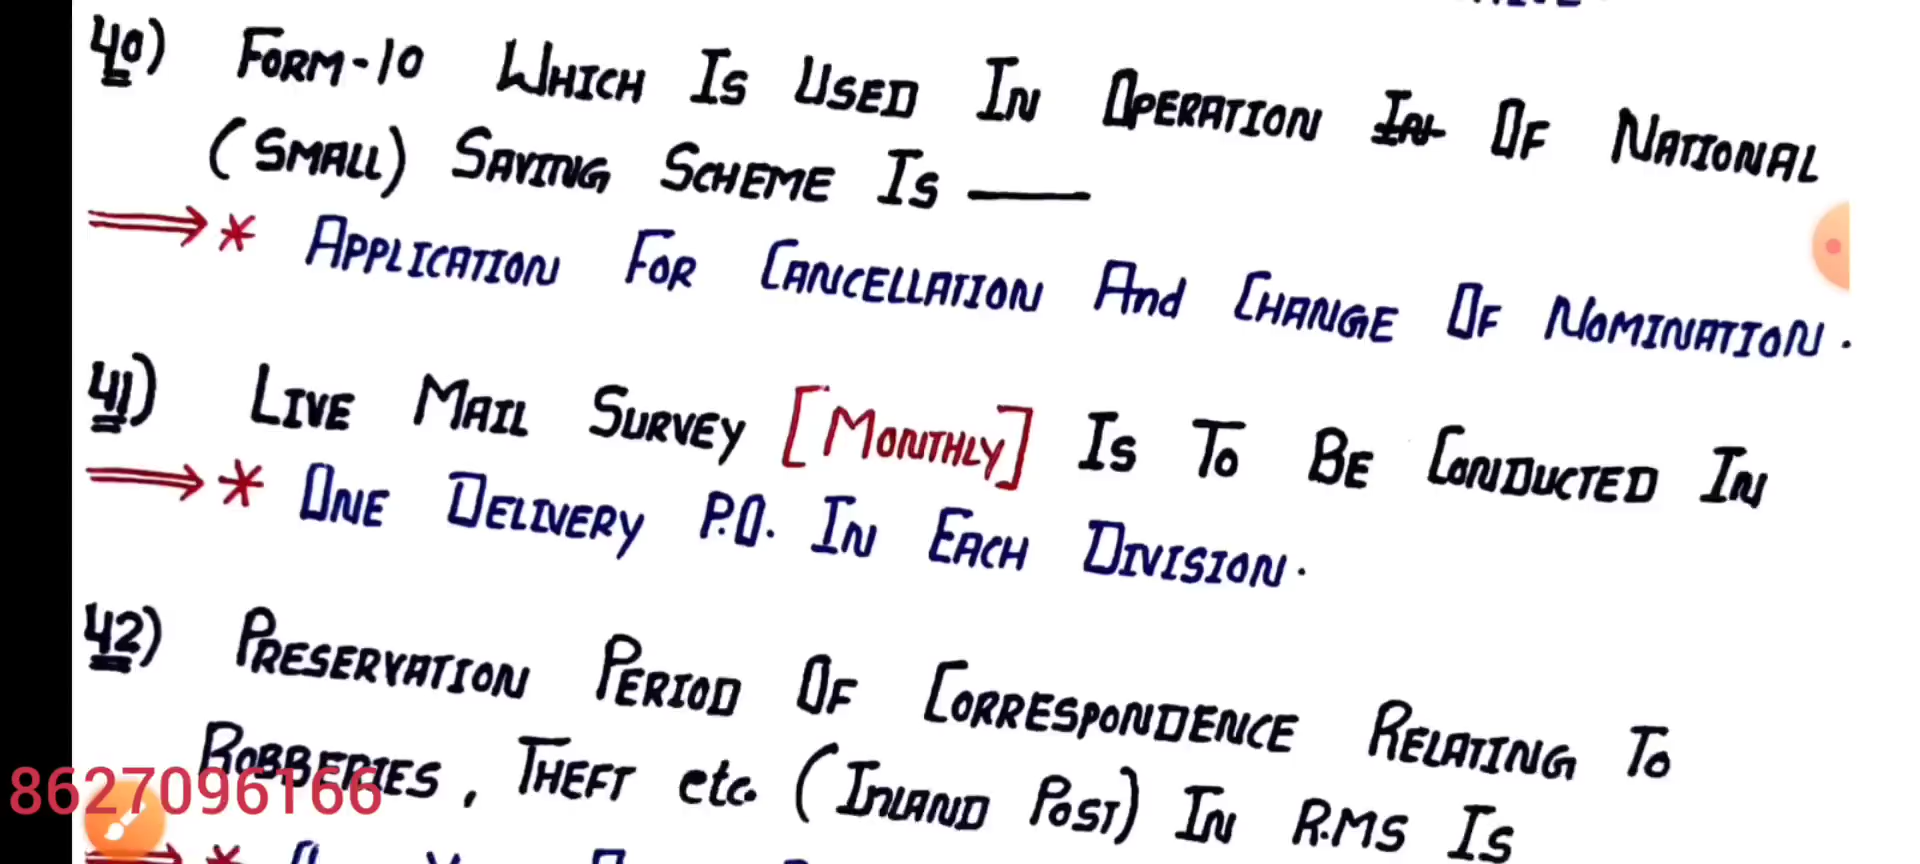 40) Form-10 Which Is Used In Operation In Of National
(Small) Saving Scheme Is ——
⟹ * Application For Cancellation And Change Of Nomination.
41) Live Mail Survey [Monthly] Is To Be Conducted In
⟹ * One Delivery P.O. In Each Division.
42) Preservation Period Of Correspondence Relating To
Robberies, Theft etc. (Inland Post) In R.M.S Is
8627096166